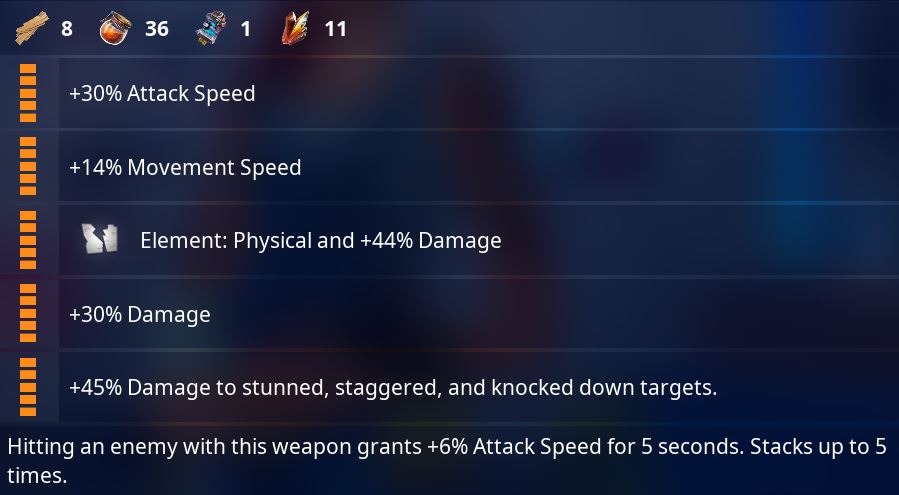 8 36 1 11
+30% Attack Speed
+14% Movement Speed
Element: Physical and +44% Damage
+30% Damage
+45% Damage to stunned, staggered, and knocked down targets.
Hitting an enemy with this weapon grants +6% Attack Speed for 5 seconds. Stacks up to 5
times.